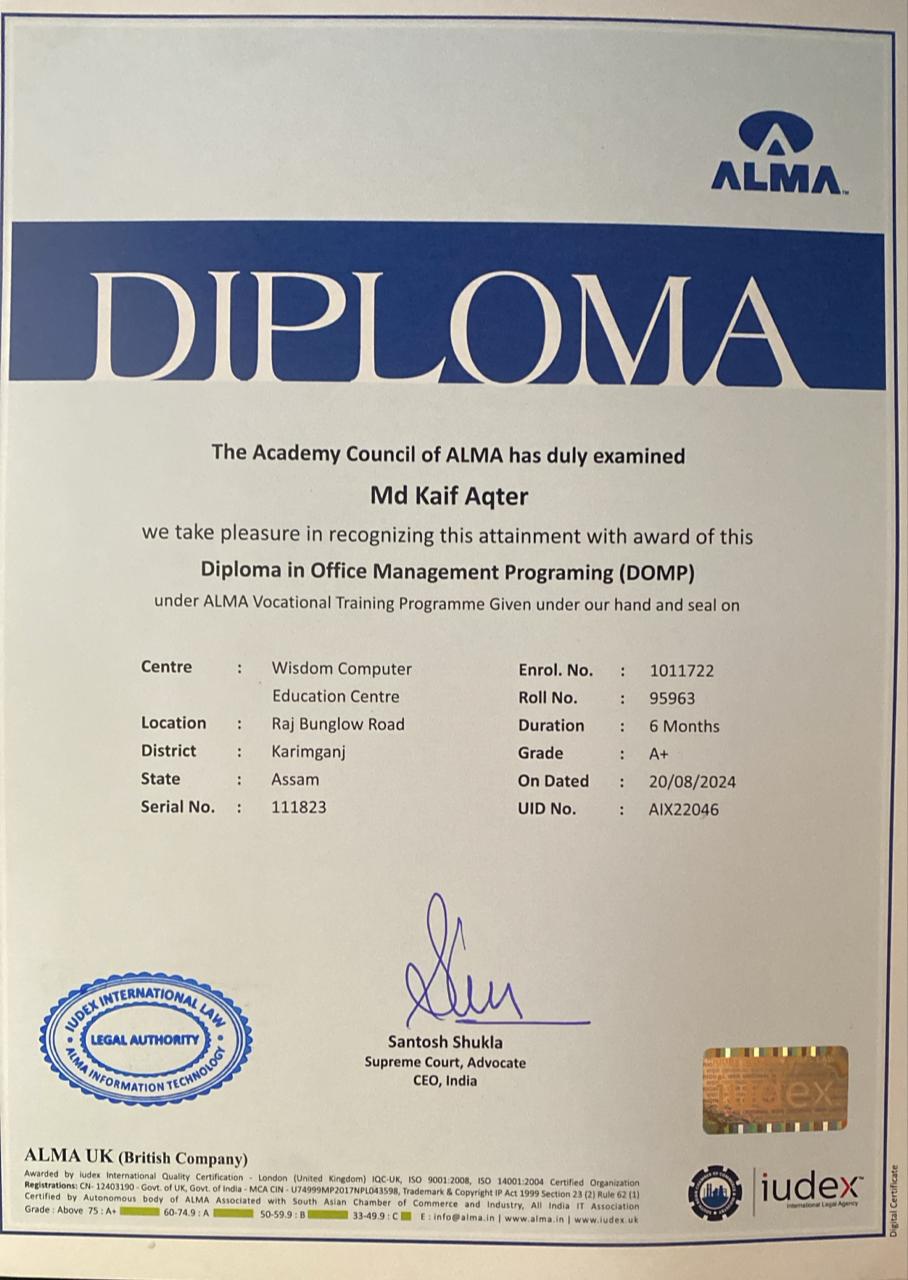 ALMA™
DIPLOMA
The Academy Council of ALMA has duly examined
Md Kaif Aqter
we take pleasure in recognizing this attainment with award of this
Diploma in Office Management Programing (DOMP)
under ALMA Vocational Training Programme Given under our hand and seal on
Centre : Wisdom Computer
Education Centre
Location : Raj Bunglow Road
District : Karimganj
State : Assam
Serial No. : 111823
Enrol. No. : 1011722
Roll No. : 95963
Duration : 6 Months
Grade : A+
On Dated : 20/08/2024
UID No. : AIX22046
IUDEX INTERNATIONAL LAW
LEGAL AUTHORITY
ALMA INFORMATION TECHNOLOGY
Santosh Shukla
Supreme Court, Advocate
CEO, India
iudex
ALMA UK (British Company)
Awarded by iudex International Quality Certification - London (United Kingdom) IQC-UK, ISO 9001:2008, ISO 14001:2004 Certified Organization
Registrations: CN- 12403190 - Govt. of UK, Govt. of India - MCA CIN - U74999MP2017NPL043598, Trademark & Copyright IP Act 1999 Section 23 (2) Rule 62 (1)
Certified by Autonomous body of ALMA Associated with South Asian Chamber of Commerce and Industry, All India IT Association
Grade : Above 75 : A+ 60-74.9 : A 50-59.9 : B 33-49.9 : C E : info@alma.in | www.alma.in | www.iudex.uk
iudex™
International Legal Agency
Digital Certificate